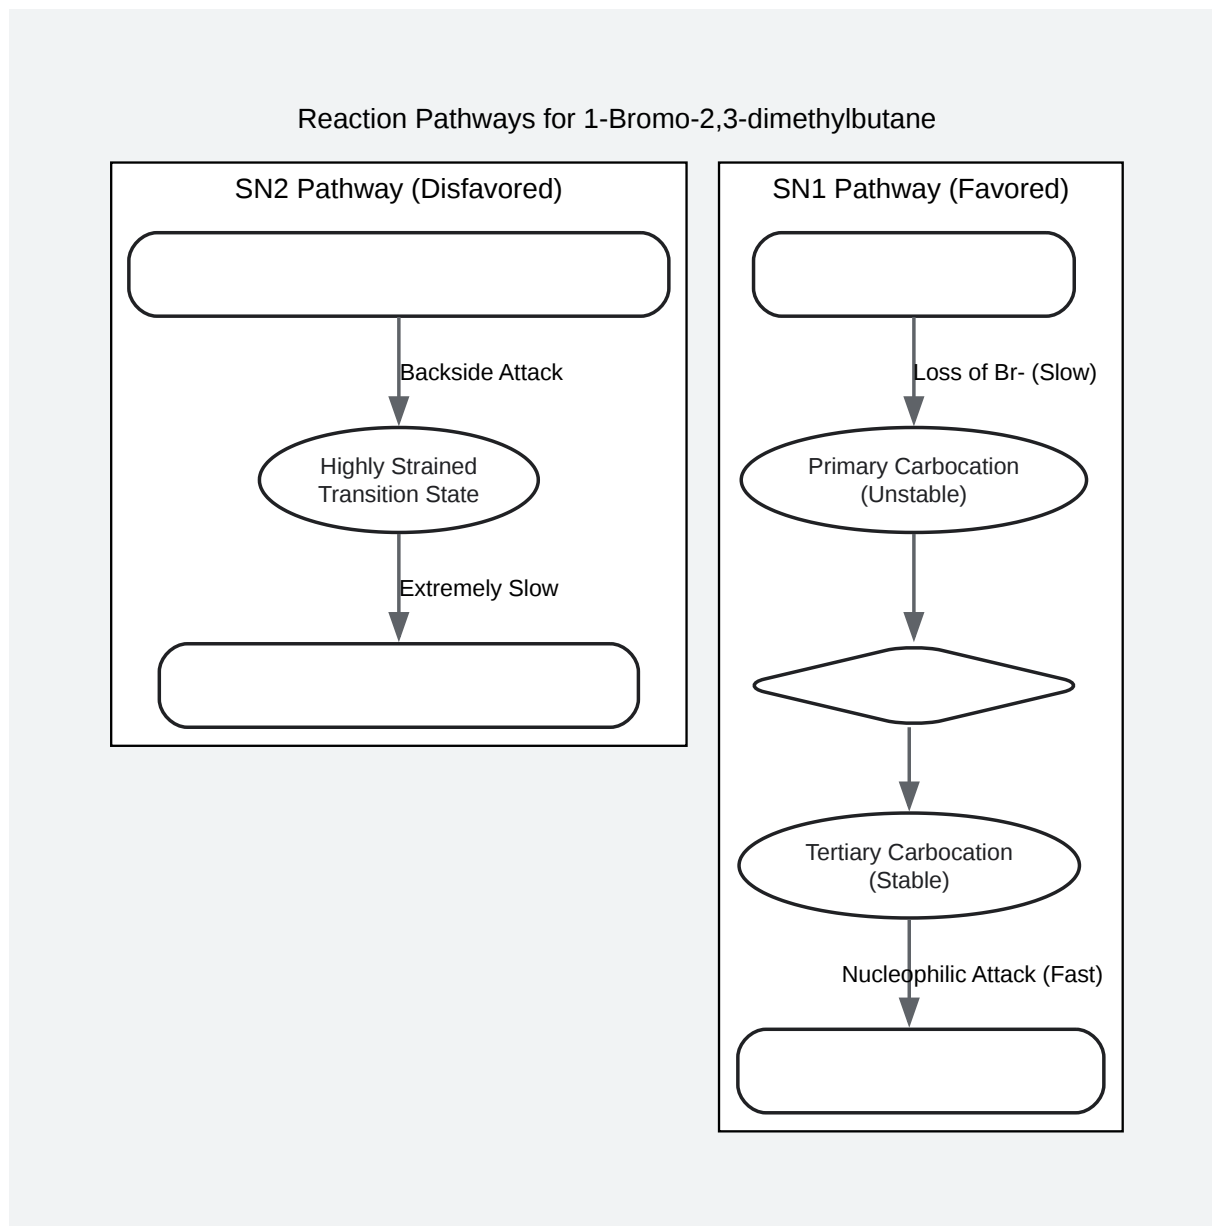 Reaction Pathways for 1-Bromo-2,3-dimethylbutane
SN2 Pathway (Disfavored)
Backside Attack
Highly Strained
Transition State
Extremely Slow
SN1 Pathway (Favored)
Loss of Br- (Slow)
Primary Carbocation
(Unstable)
Tertiary Carbocation
(Stable)
Nucleophilic Attack (Fast)